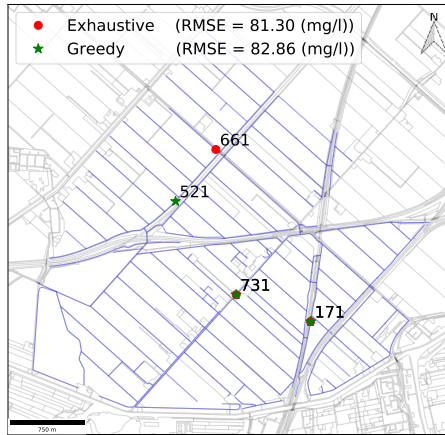 Exhaustive (RMSE = 81.30 (mg/l))
Greedy (RMSE = 82.86 (mg/l))
N
661
521
731
171
750 m